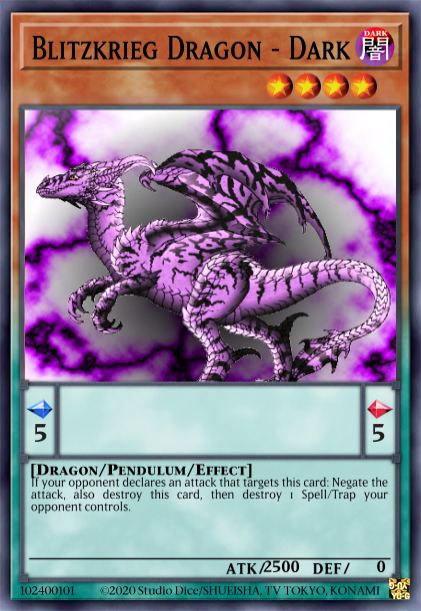 Blitzkrieg Dragon - Dark
DARK
闇
5
5
[Dragon/Pendulum/Effect]
If your opponent declares an attack that targets this card: Negate the
attack, also destroy this card, then destroy 1 Spell/Trap your
opponent controls.
ATK/2500 DEF/ 0
102400101 ©2020 Studio Dice/SHUEISHA, TV TOKYO, KONAMI